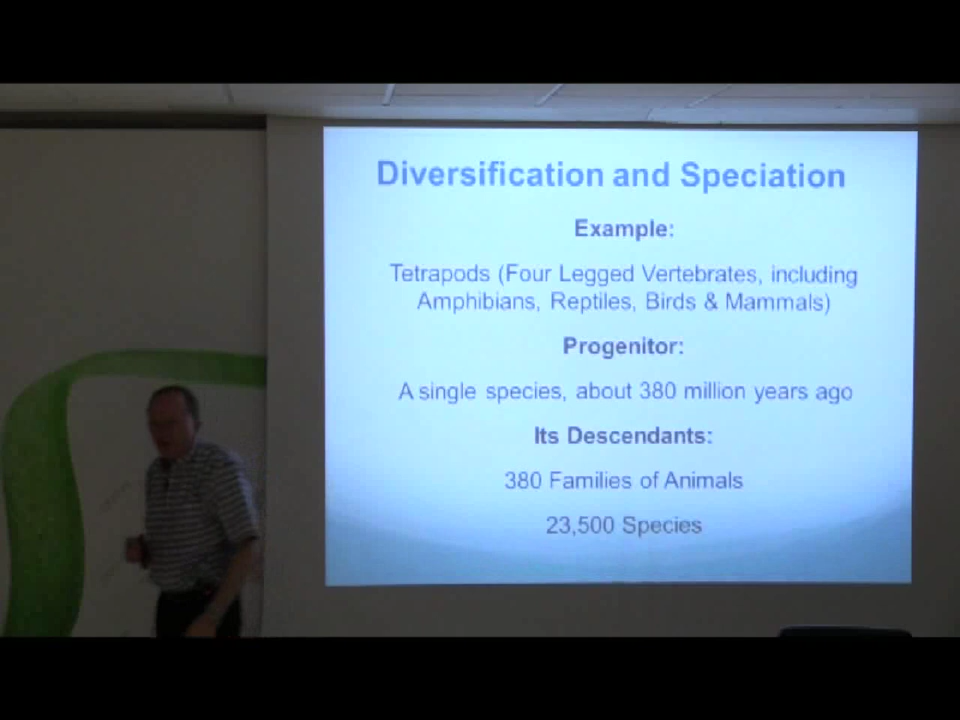 Diversification and Speciation
Example:
Tetrapods (Four Legged Vertebrates, including
Amphibians, Reptiles, Birds & Mammals)
Progenitor:
A single species, about 380 million years ago
Its Descendants:
380 Families of Animals
23,500 Species